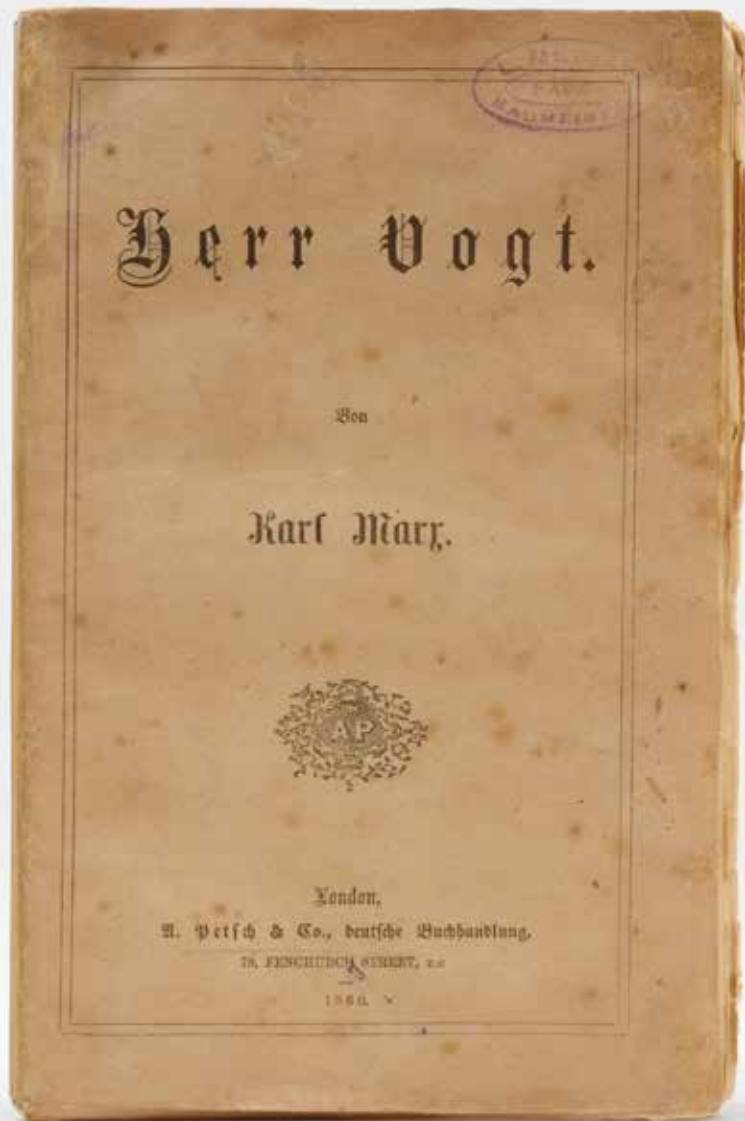 Herr Vogt.
Von
Karl Marx.
AP
London,
A. Petsch & Co., deutsche Buchhandlung,
78, FENCHURCH STREET, E.C
1860.